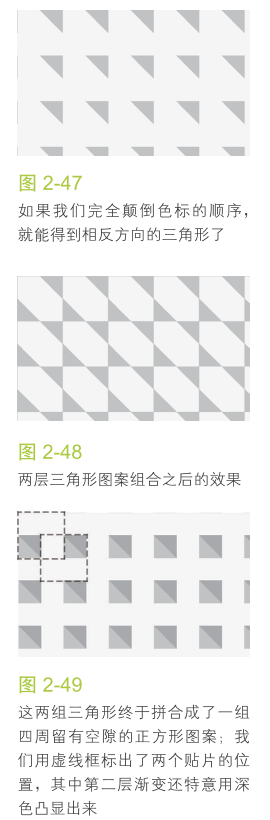 图 2-47
如果我们完全颠倒色标的顺序，
就能得到相反方向的三角形了
图 2-48
两层三角形图案组合之后的效果
图 2-49
这两组三角形终于拼合成了一组
四周留有空隙的正方形图案；我
们用虚线框标出了两个贴片的位
置，其中第二层渐变还特意用深
色凸显出来